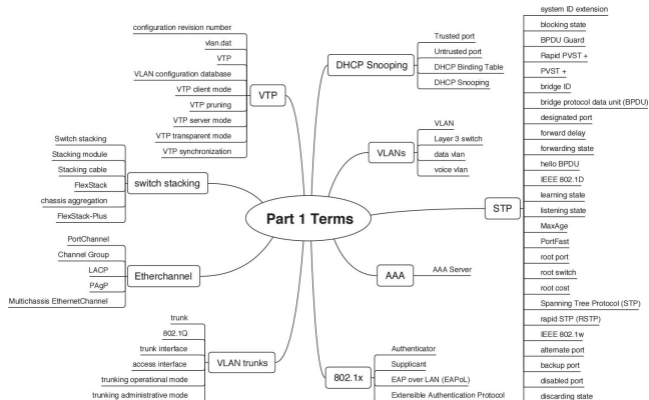 configuration revision number
vlan.dat
VTP
VLAN configuration database
VTP client mode
VTP pruning
VTP server mode
VTP transparent mode
VTP synchronization
VTP
Switch stacking
Stacking module
Stacking cable
FlexStack
chassis aggregation
FlexStack-Plus
switch stacking
PortChannel
Channel Group
LACP
PAgP
Multichassis EthernetChannel
Etherchannel
trunk
802.1Q
trunk interface
access interface
trunking operational mode
trunking administrative mode
VLAN trunks
Part 1 Terms
DHCP Snooping
Trusted port
Untrusted port
DHCP Binding Table
DHCP Snooping
VLANs
VLAN
Layer 3 switch
data vlan
voice vlan
STP
system ID extension
blocking state
BPDU Guard
Rapid PVST +
PVST +
bridge ID
bridge protocol data unit (BPDU)
designated port
forward delay
forwarding state
hello BPDU
IEEE 802.1D
learning state
listening state
MaxAge
PortFast
root port
root switch
root cost
Spanning Tree Protocol (STP)
rapid STP (RSTP)
IEEE 802.1w
alternate port
backup port
disabled port
discarding state
AAA
AAA Server
802.1x
Authenticator
Supplicant
EAP over LAN (EAPoL)
Extensible Authentication Protocol